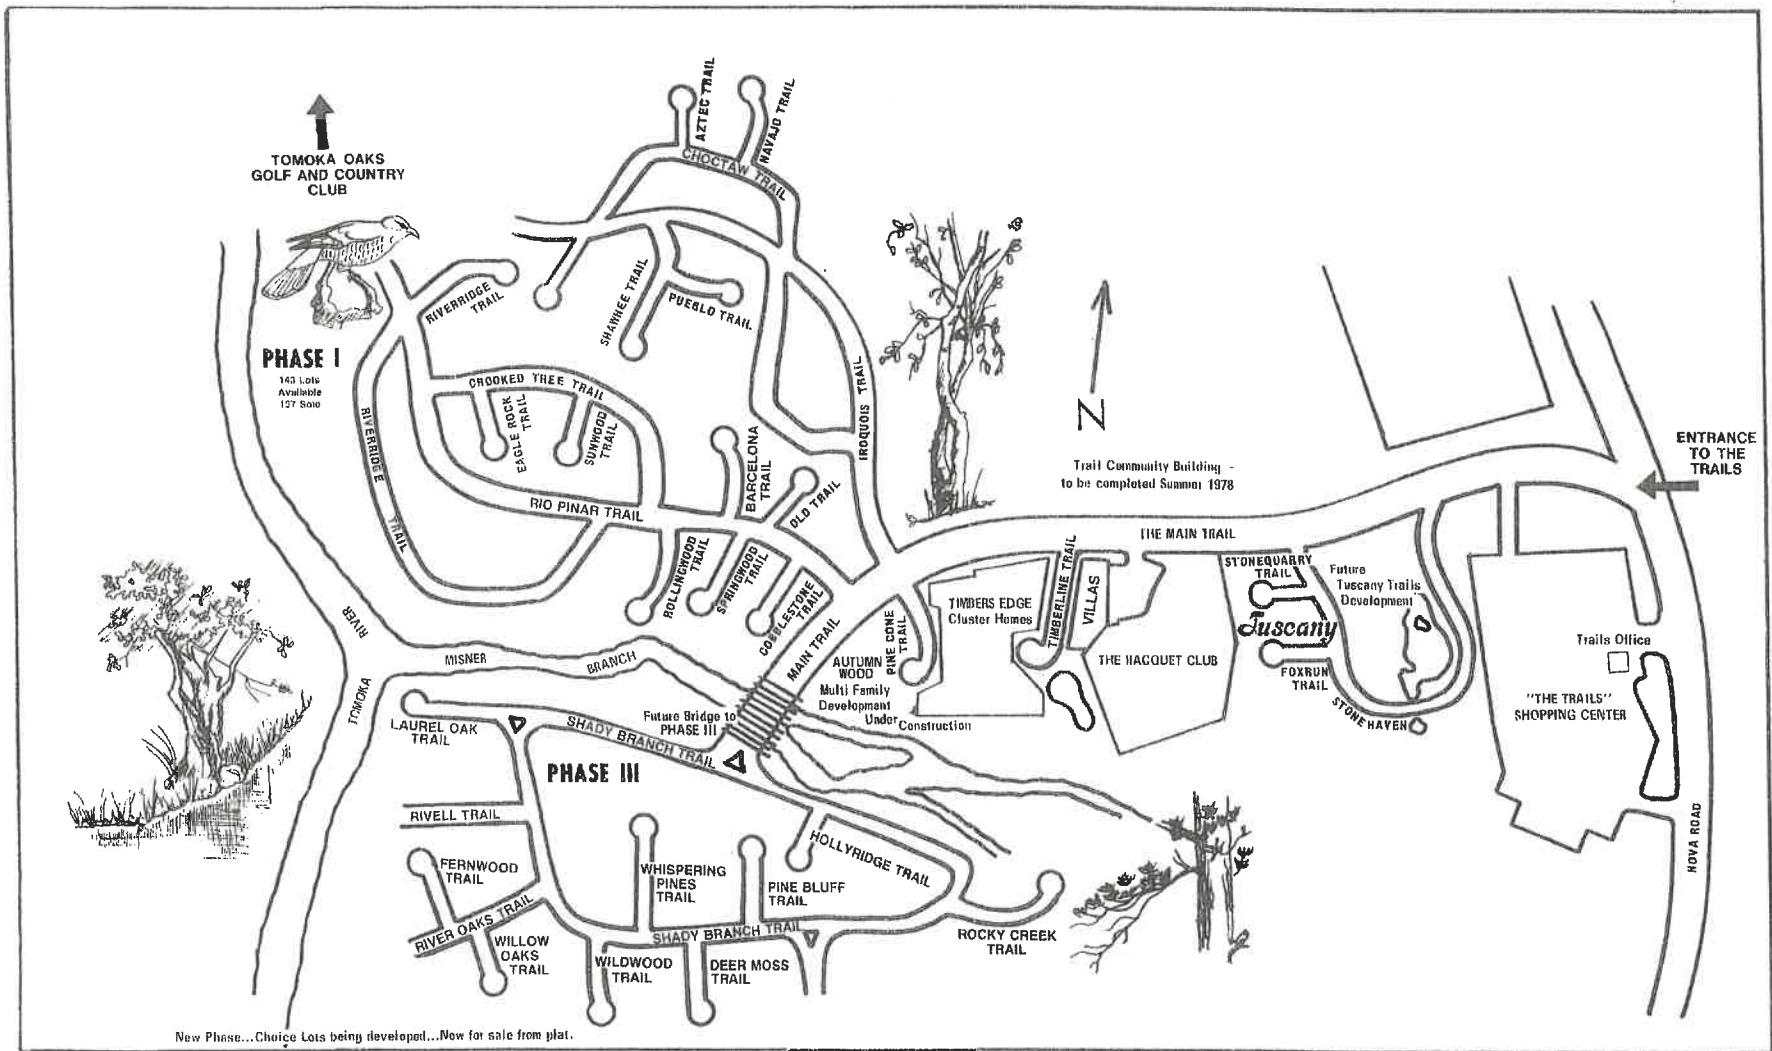 AZTEC TRAIL
NAVAJO TRAIL
CHOCTAW TRAIL
TOMOKA OAKS
GOLF AND COUNTRY
CLUB
RIVERRIDGE
TRAIL
SHAWHEE TRAIL
PUEBLO TRAIL
PHASE I
143 Lots
Available
137 Sold
CROOKED TREE TRAIL
EAGLE ROCK
TRAIL
SUNWOOD
TRAIL
RIVERRIDGE
TRAIL
IROQUOIS TRAIL
BARCELONA
TRAIL
OLD TRAIL
RIO PINAR TRAIL
N
Trail Community Building -
to be completed Summer 1978
ENTRANCE
TO THE
TRAILS
THE MAIN TRAIL
ROLLINGWOOD
TRAIL
SPRINGWOOD
TRAIL
COBBLESTONE
TRAIL
MAIN TRAIL
PINE CONE
TRAIL
TIMBERS EDGE
Cluster Homes
TIMBERLINE TRAIL
VILLAS
THE RACQUET CLUB
STONEQUARRY
TRAIL
Future
Tuscany Trails
Development
Tuscany
FOXRUN
TRAIL
STONEHAVEN
Trails Office
"THE TRAILS"
SHOPPING CENTER
NOVA ROAD
RIVER
TOMOKA
MISNER
BRANCH
AUTUMN
WOOD
Multi Family
Development
Under
Construction
Future Bridge to
PHASE III
LAUREL OAK
TRAIL
SHADY BRANCH TRAIL
PHASE III
RIVELL TRAIL
FERNWOOD
TRAIL
WHISPERING
PINES
TRAIL
PINE BLUFF
TRAIL
HOLLYRIDGE TRAIL
RIVER OAKS TRAIL
WILLOW
OAKS
TRAIL
SHADY BRANCH TRAIL
WILDWOOD
TRAIL
DEER MOSS
TRAIL
ROCKY CREEK
TRAIL
New Phase...Choice Lots being developed...Now for sale from plat.